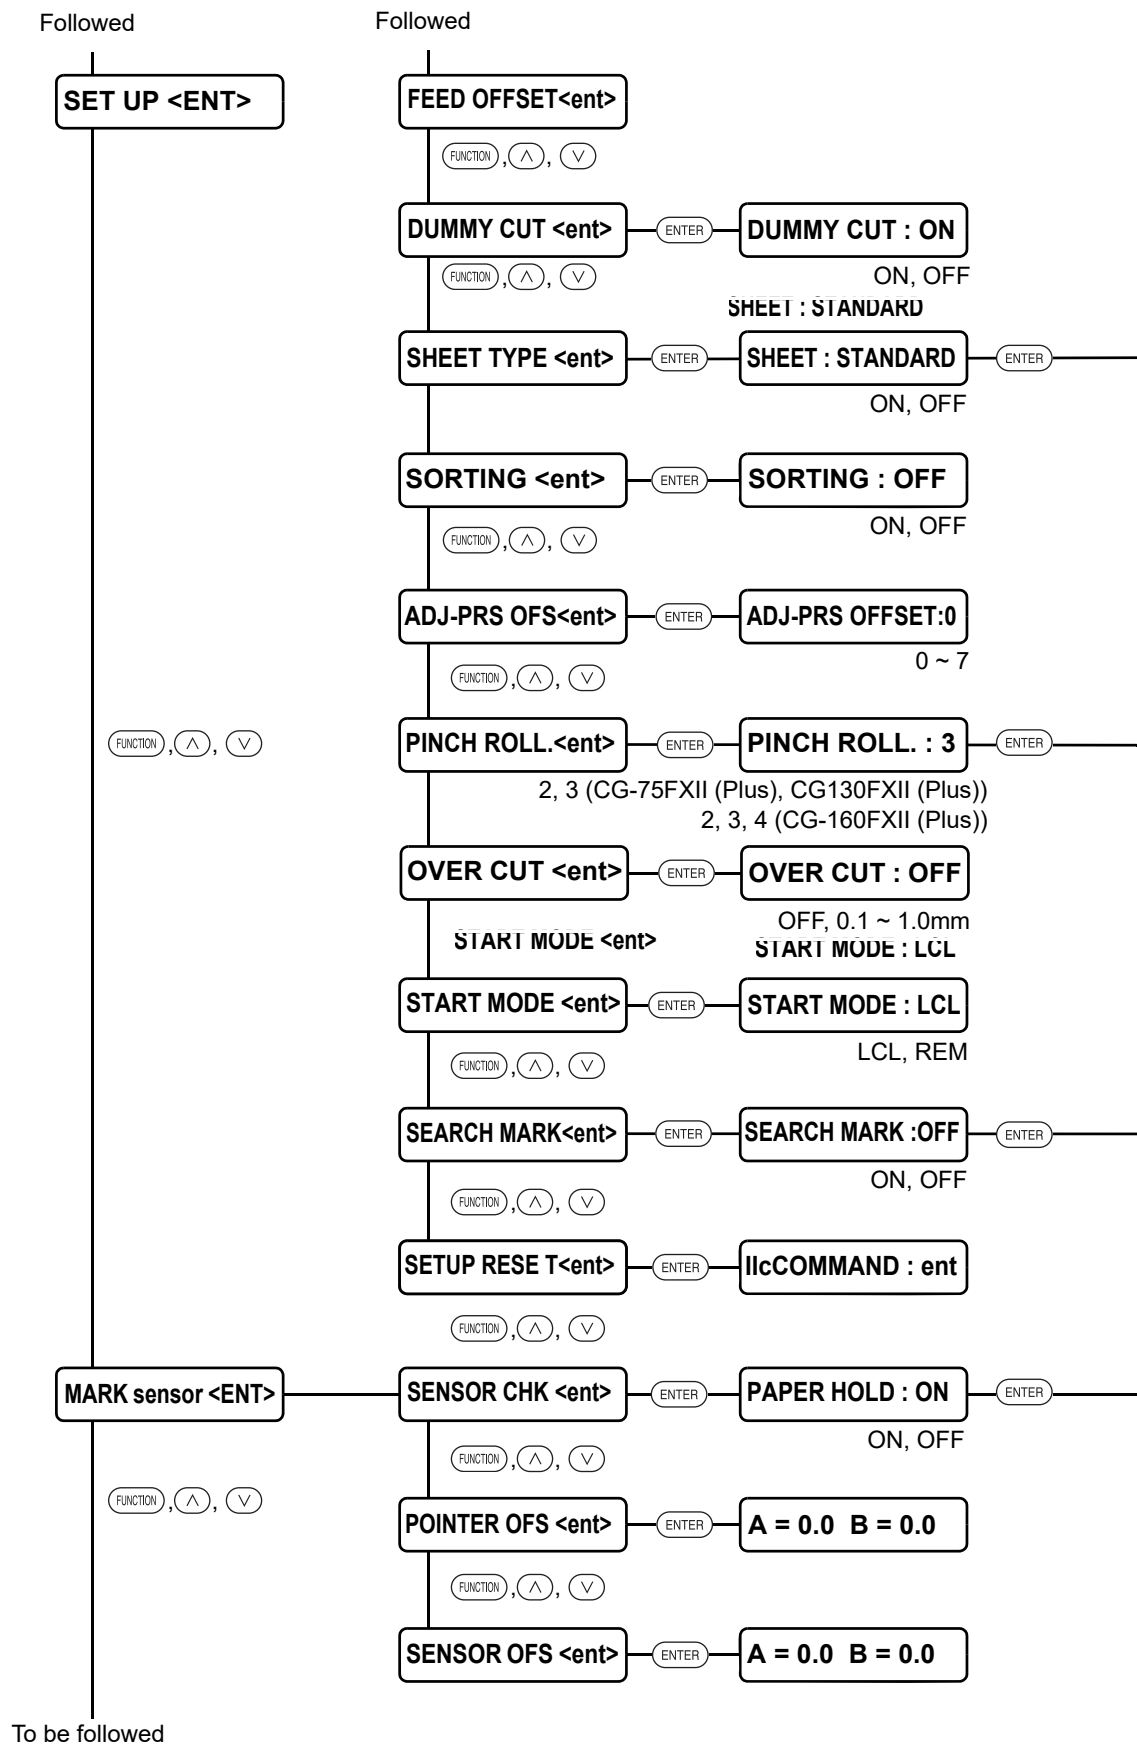 Followed Followed
SET UP <ENT> FEED OFFSET<ent>
FUNCTION , ∧ , ∨
DUMMY CUT <ent> ENTER DUMMY CUT : ON
FUNCTION , ∧ , ∨ ON, OFF
SHEET : STANDARD
SHEET TYPE <ent> ENTER SHEET : STANDARD ENTER
ON, OFF
SORTING <ent> ENTER SORTING : OFF
ON, OFF
FUNCTION , ∧ , ∨
ADJ-PRS OFS<ent> ENTER ADJ-PRS OFFSET:0
0 ~ 7
FUNCTION , ∧ , ∨
FUNCTION , ∧ , ∨ PINCH ROLL.<ent> ENTER PINCH ROLL. : 3 ENTER
2, 3 (CG-75FXII (Plus), CG130FXII (Plus))
2, 3, 4 (CG-160FXII (Plus))
OVER CUT <ent> ENTER OVER CUT : OFF
OFF, 0.1 ~ 1.0mm
START MODE <ent> START MODE : LCL
START MODE <ent> ENTER START MODE : LCL
LCL, REM
FUNCTION , ∧ , ∨
SEARCH MARK<ent> ENTER SEARCH MARK :OFF ENTER
ON, OFF
FUNCTION , ∧ , ∨
SETUP RESE T<ent> ENTER IIcCOMMAND : ent
FUNCTION , ∧ , ∨
MARK sensor <ENT> SENSOR CHK <ent> ENTER PAPER HOLD : ON ENTER
ON, OFF
FUNCTION , ∧ , ∨
FUNCTION , ∧ , ∨
POINTER OFS <ent> ENTER A = 0.0 B = 0.0
FUNCTION , ∧ , ∨
SENSOR OFS <ent> ENTER A = 0.0 B = 0.0
To be followed